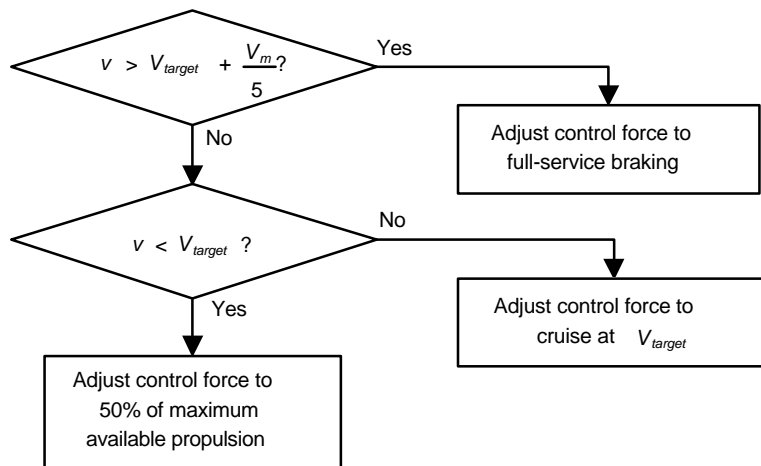 v > V_target + V_m/5?
Yes
Adjust control force to
full-service braking
No
v < V_target ?
No
Adjust control force to
cruise at V_target
Yes
Adjust control force to
50% of maximum
available propulsion